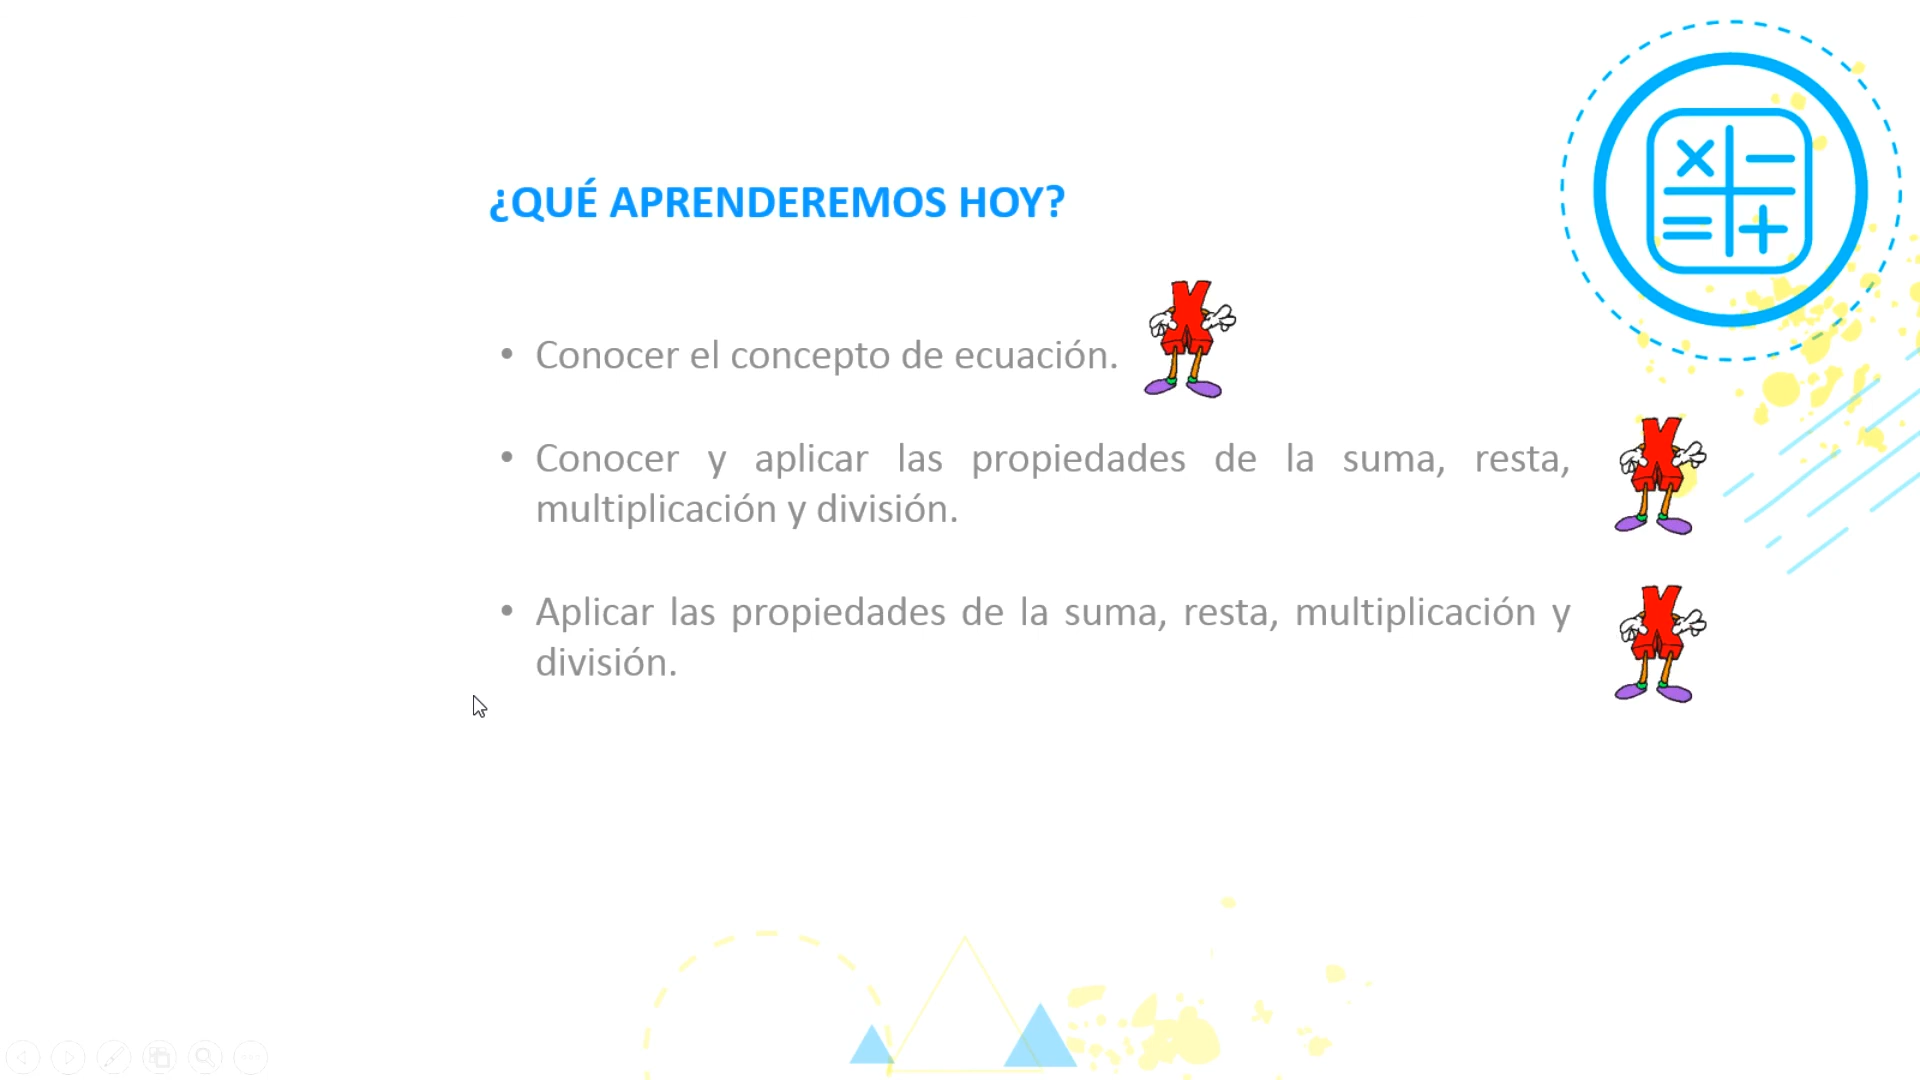 ¿QUÉ APRENDEREMOS HOY?
• Conocer el concepto de ecuación.
• Conocer y aplicar las propiedades de la suma, resta,
multiplicación y división.
• Aplicar las propiedades de la suma, resta, multiplicación y
división.